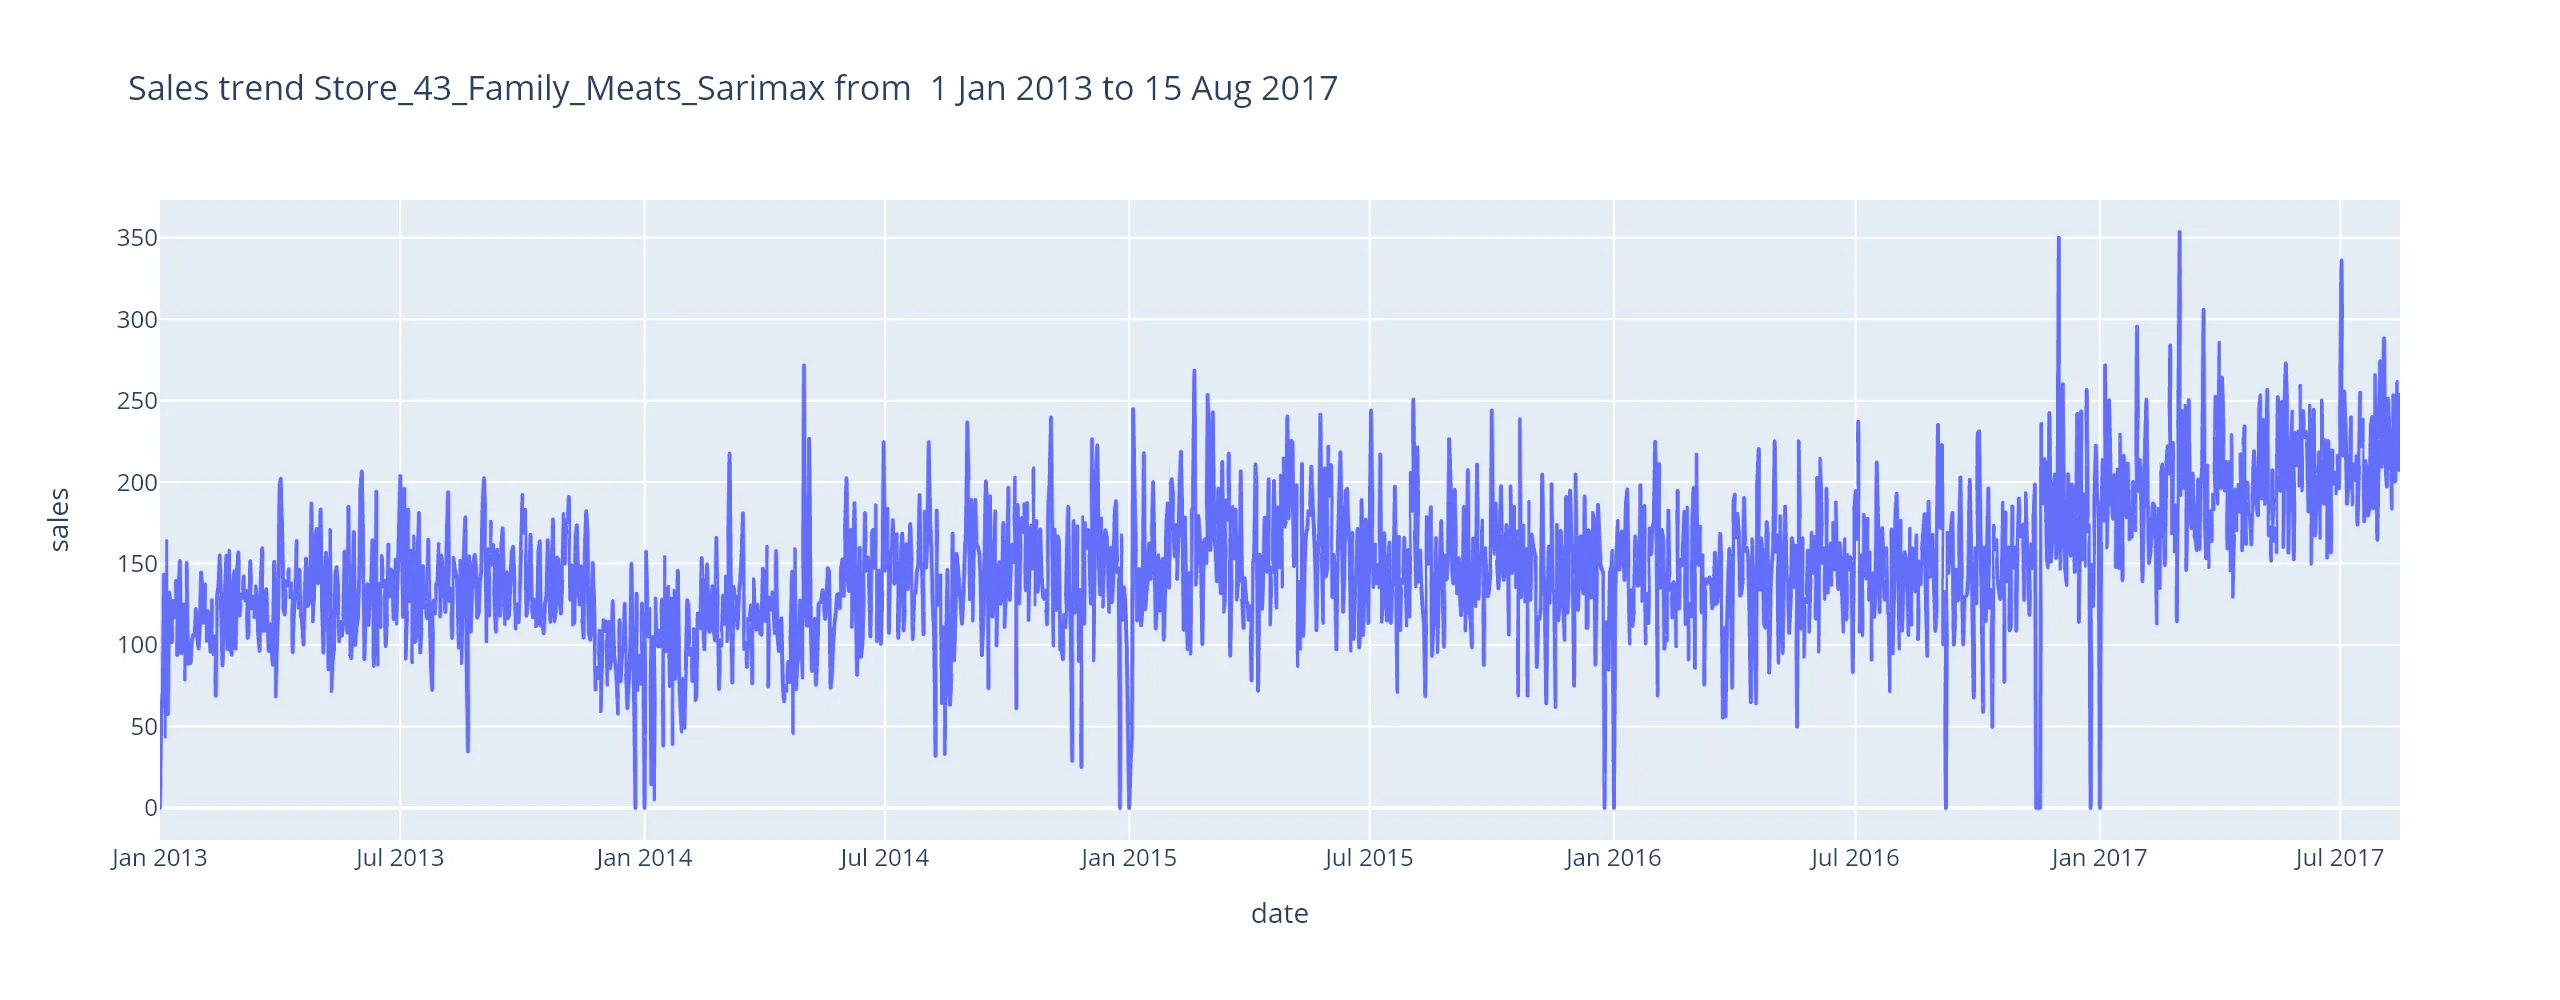 Sales trend Store_43_Family_Meats_Sarimax from  1 Jan 2013 to 15 Aug 2017
350
300
250
200
150
100
50
0
sales
Jan 2013 Jul 2013 Jan 2014 Jul 2014 Jan 2015 Jul 2015 Jan 2016 Jul 2016 Jan 2017 Jul 2017
date